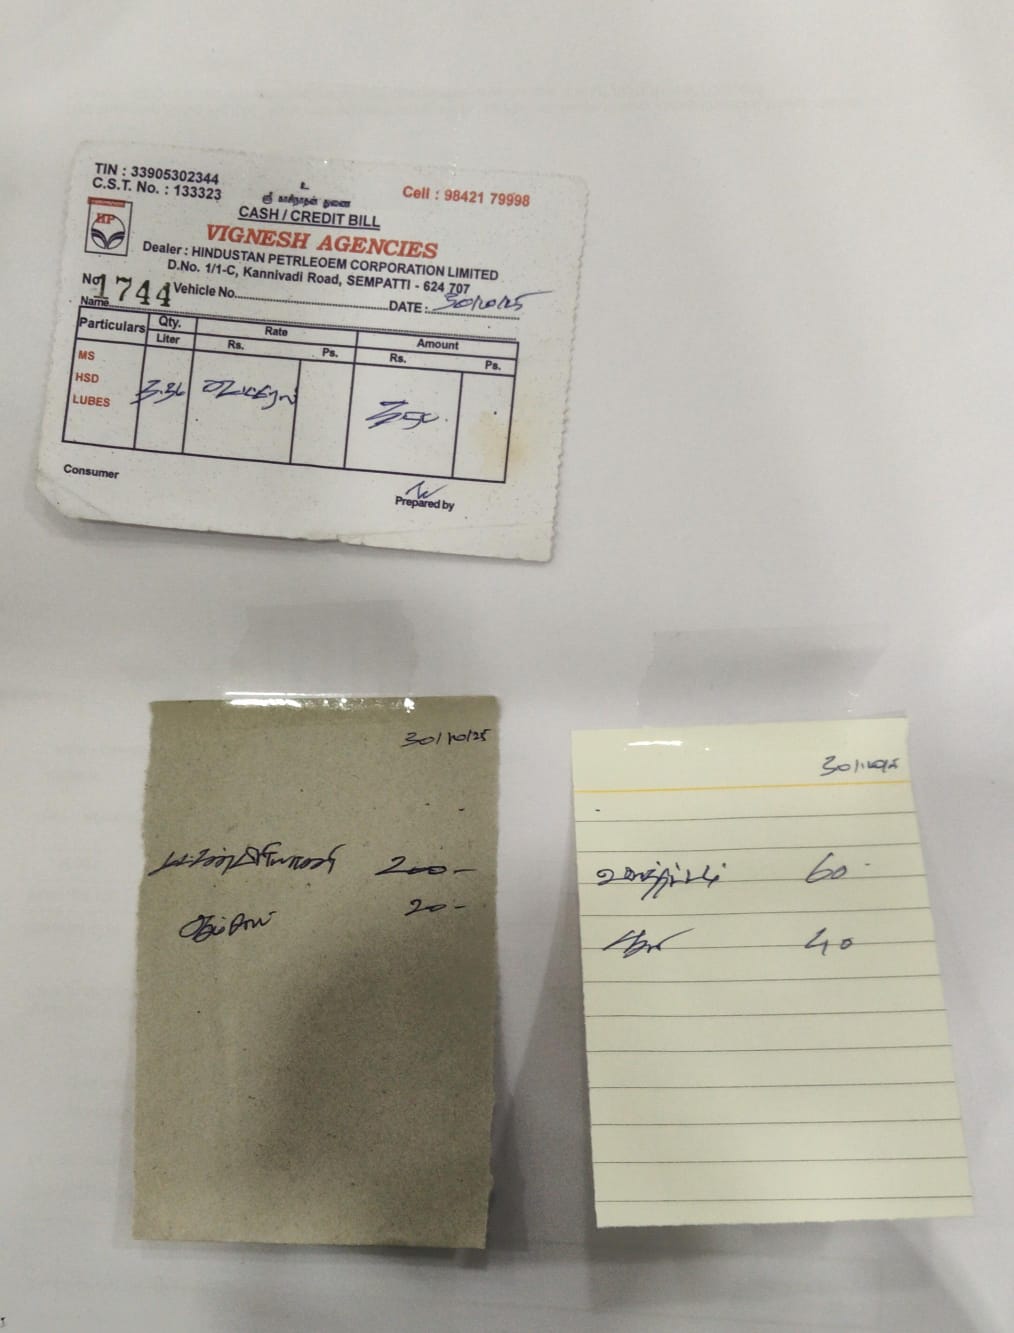 TIN : 33905302344
C.S.T. No. : 133323
உ
ஸ்ரீ காசிநாதன் துணை
Cell : 98421 79998
CASH / CREDIT BILL
HP
VIGNESH AGENCIES
Dealer : HINDUSTAN PETRLEOEM CORPORATION LIMITED
D.No. 1/1-C, Kannivadi Road, SEMPATTI - 624 707
No 1744 Vehicle No. DATE : 30/10/25
Name
Particulars Qty. Liter Rate Rs. Ps. Amount Rs. Ps.
MS
HSD
LUBES
3.36 350
Consumer
Prepared by
30/10/25
200-
20-
30/10/25
60
40